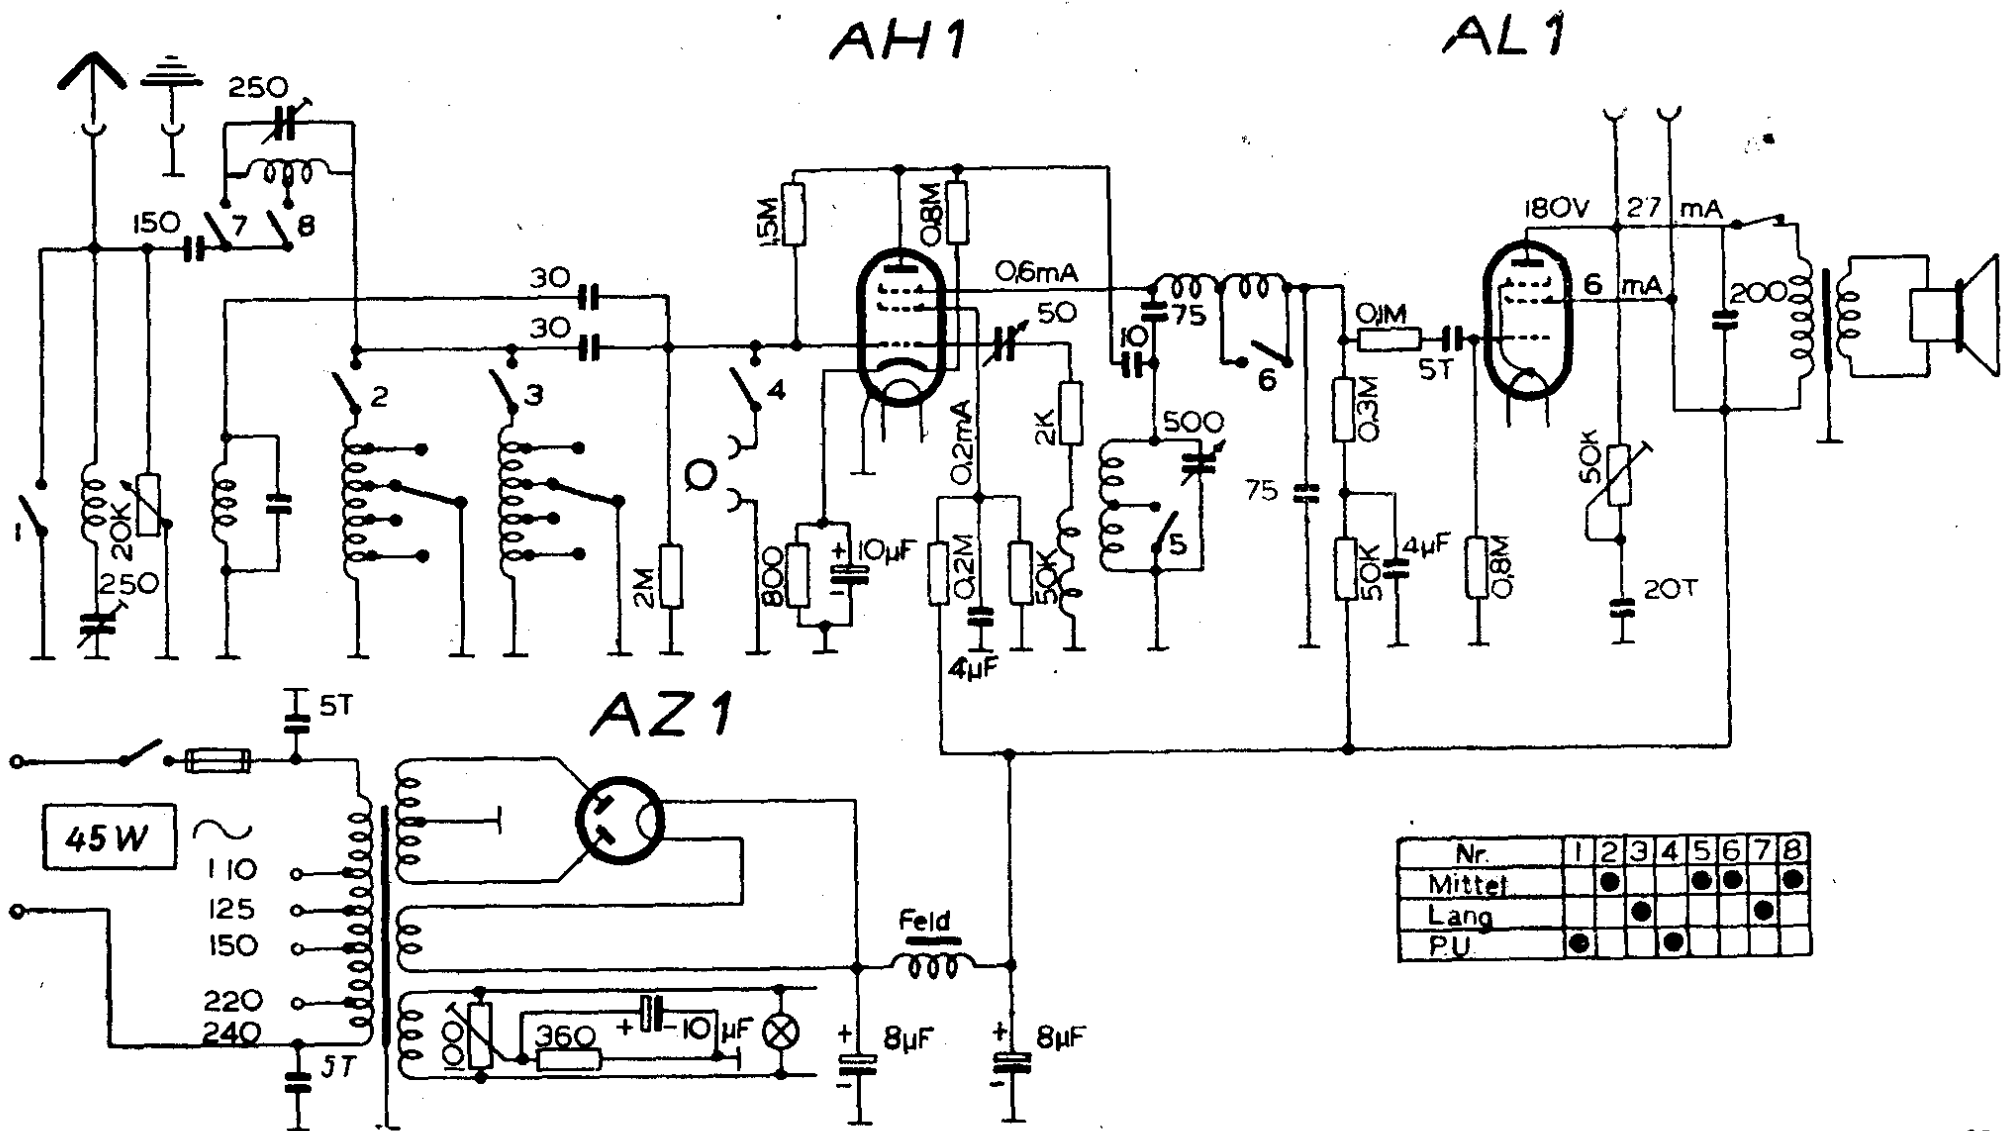 AH1
AL1
250
150
7
8
30
30
1,5M
0,8M
0,6mA
50
10
75
6
180V 27 mA
6 mA
200
0,1M
5T
2
3
4
1
20K
250
2M
800
+
10µF
-
0,2mA
0,2M
50K
4µF
2K
500
5
75
0,3M
50K
4µF
0,8M
50K
20T
AZ1
5T
45W
110
125
150
220
240
5T
Feld
100
360
+
-
10 µF
+
8µF
-
+
8µF
-
Nr. 1 2 3 4 5 6 7 8
Mittel
Lang
P.U.